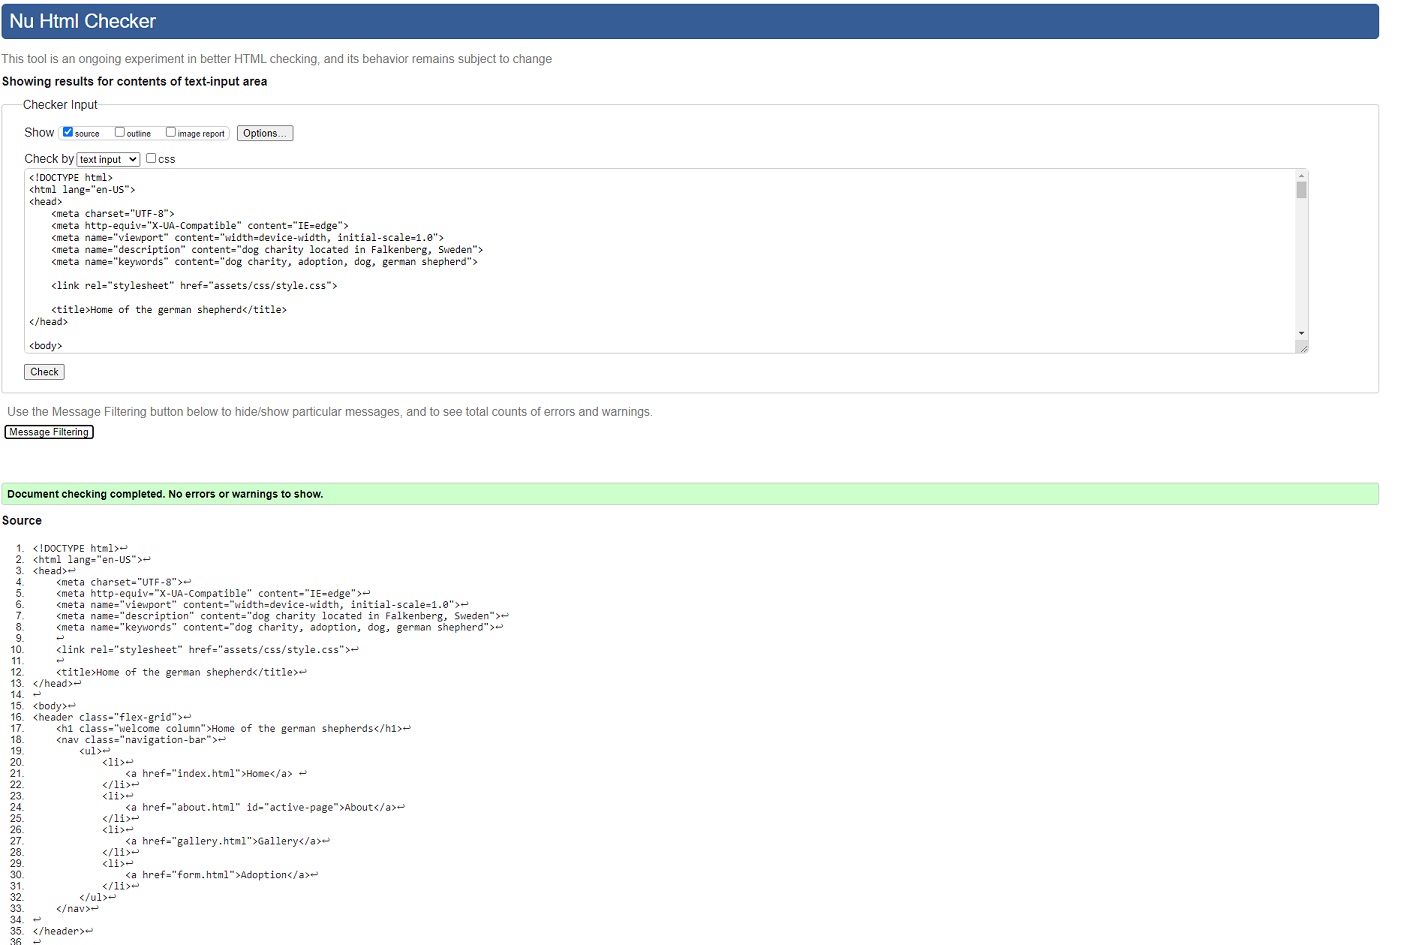 Nu Html Checker
This tool is an ongoing experiment in better HTML checking, and its behavior remains subject to change
Showing results for contents of text-input area
Checker Input
Show source outline image report Options...
Check by text input css
<!DOCTYPE html>
<html lang="en-US">
<head>
    <meta charset="UTF-8">
    <meta http-equiv="X-UA-Compatible" content="IE=edge">
    <meta name="viewport" content="width=device-width, initial-scale=1.0">
    <meta name="description" content="dog charity located in Falkenberg, Sweden">
    <meta name="keywords" content="dog charity, adoption, dog, german shepherd">
    <link rel="stylesheet" href="assets/css/style.css">
    <title>Home of the german shepherd</title>
</head>
<body>
Check
Use the Message Filtering button below to hide/show particular messages, and to see total counts of errors and warnings.
Message Filtering
Document checking completed. No errors or warnings to show.
Source
1. <!DOCTYPE html>↩
2. <html lang="en-US">↩
3. <head>↩
4.     <meta charset="UTF-8">↩
5.     <meta http-equiv="X-UA-Compatible" content="IE=edge">↩
6.     <meta name="viewport" content="width=device-width, initial-scale=1.0">↩
7.     <meta name="description" content="dog charity located in Falkenberg, Sweden">↩
8.     <meta name="keywords" content="dog charity, adoption, dog, german shepherd">↩
9.     ↩
10.     <link rel="stylesheet" href="assets/css/style.css">↩
11.     ↩
12.     <title>Home of the german shepherd</title>↩
13. </head>↩
14. ↩
15. <body>↩
16. <header class="flex-grid">↩
17.     <h1 class="welcome column">Home of the german shepherds</h1>↩
18.     <nav class="navigation-bar">↩
19.         <ul>↩
20.             <li>↩
21.                 <a href="index.html">Home</a> ↩
22.             </li>↩
23.             <li>↩
24.                 <a href="about.html" id="active-page">About</a>↩
25.             </li>↩
26.             <li>↩
27.                 <a href="gallery.html">Gallery</a>↩
28.             </li>↩
29.             <li>↩
30.                 <a href="form.html">Adoption</a>↩
31.             </li>↩
32.         </ul>↩
33.     </nav>↩
34. ↩
35. </header>↩
36. ↩